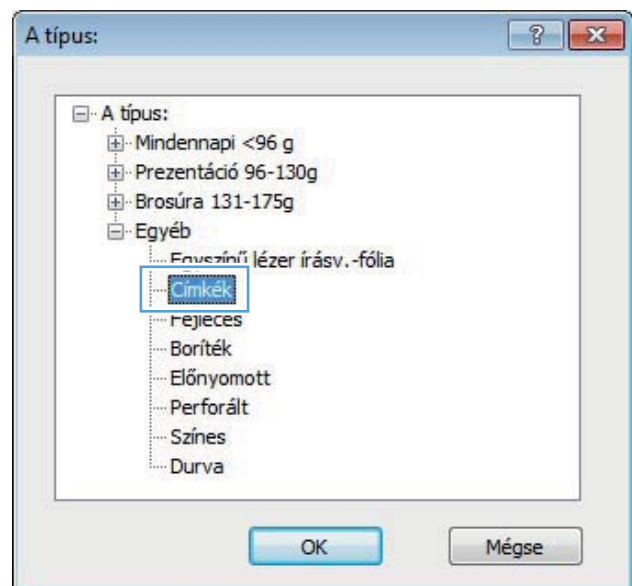 A típus:
A típus:
Mindennapi <96 g
Prezentáció 96-130g
Brosúra 131-175g
Egyéb
Egyszínű lézer írásv.-fólia
Címkék
Fejléces
Boríték
Előnyomott
Perforált
Színes
Durva
OK
Mégse